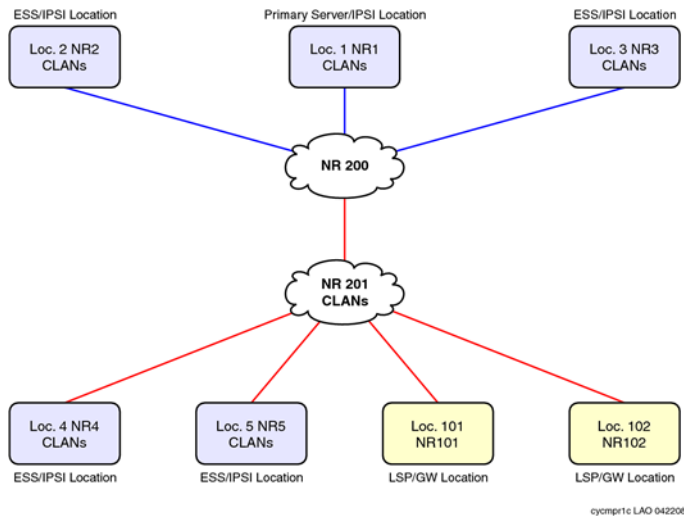 ESS/IPSI Location
Primary Server/IPSI Location
ESS/IPSI Location
Loc. 2 NR2
CLANs
Loc. 1 NR1
CLANs
Loc. 3 NR3
CLANs
NR 200
NR 201
CLANs
Loc. 4 NR4
CLANs
Loc. 5 NR5
CLANs
Loc. 101
NR101
Loc. 102
NR102
ESS/IPSI Location
ESS/IPSI Location
LSP/GW Location
LSP/GW Location
cycmpr1c LAO 042208